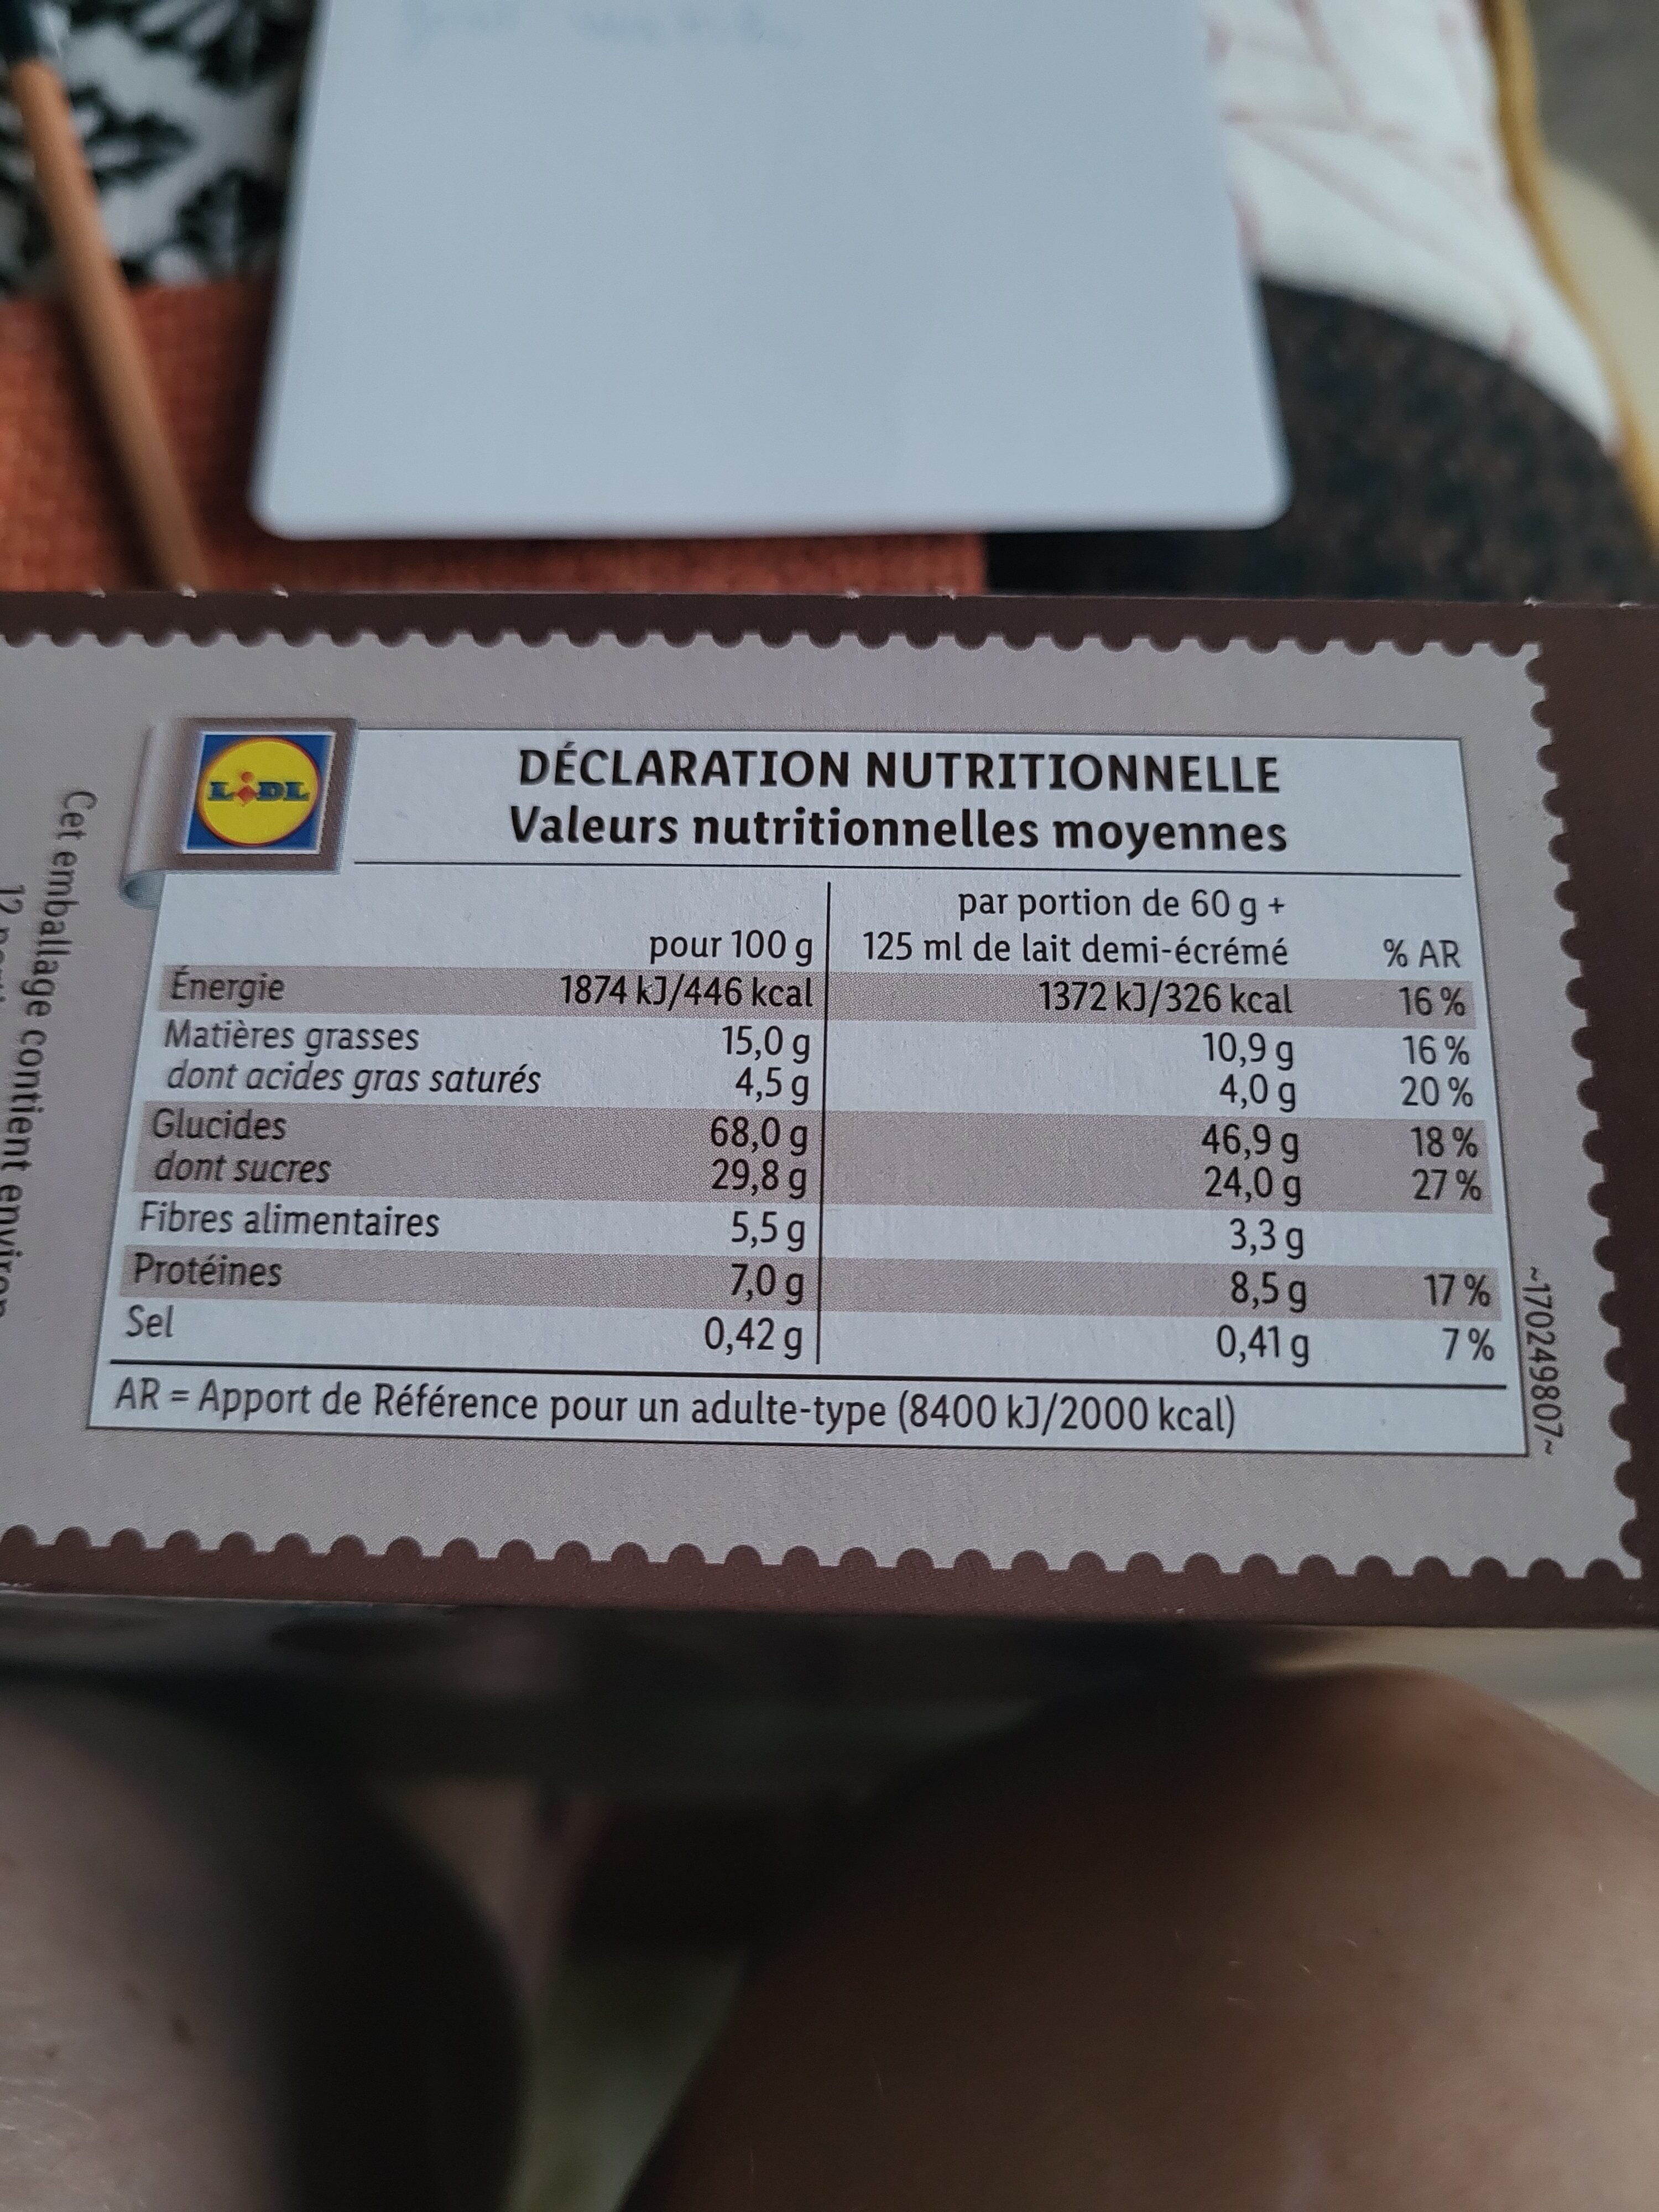 LIDL
DÉCLARATION NUTRITIONNELLE
Valeurs nutritionnelles moyennes
par portion de 60 g +
pour 100 g 125 ml de lait demi-écrémé % AR
Énergie 1874 kJ/446 kcal 1372 kJ/326 kcal 16 %
Matières grasses 15,0 g 10,9 g 16 %
dont acides gras saturés 4,5 g 4,0 g 20 %
Glucides 68,0 g 46,9 g 18 %
dont sucres 29,8 g 24,0 g 27 %
Fibres alimentaires 5,5 g 3,3 g
Protéines 7,0 g 8,5 g 17 %
Sel 0,42 g 0,41 g 7 %
AR = Apport de Référence pour un adulte-type (8400 kJ/2000 kcal)
~170249807~
Cet emballage contient environ
12